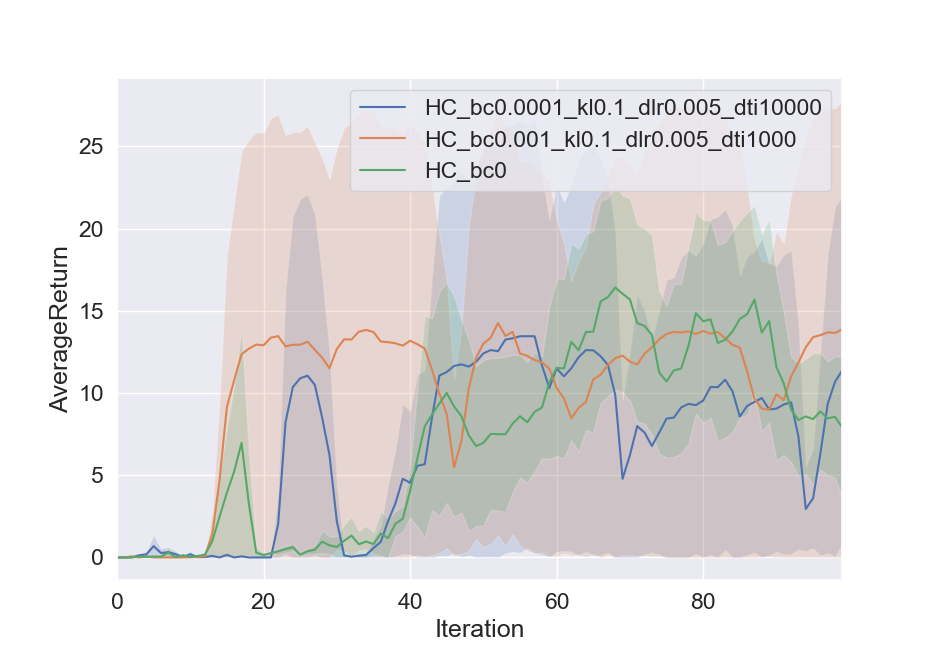 HC_bc0.0001_kl0.1_dlr0.005_dti10000
HC_bc0.001_kl0.1_dlr0.005_dti1000
HC_bc0
25
20
15
10
5
0
AverageReturn
0 20 40 60 80
Iteration